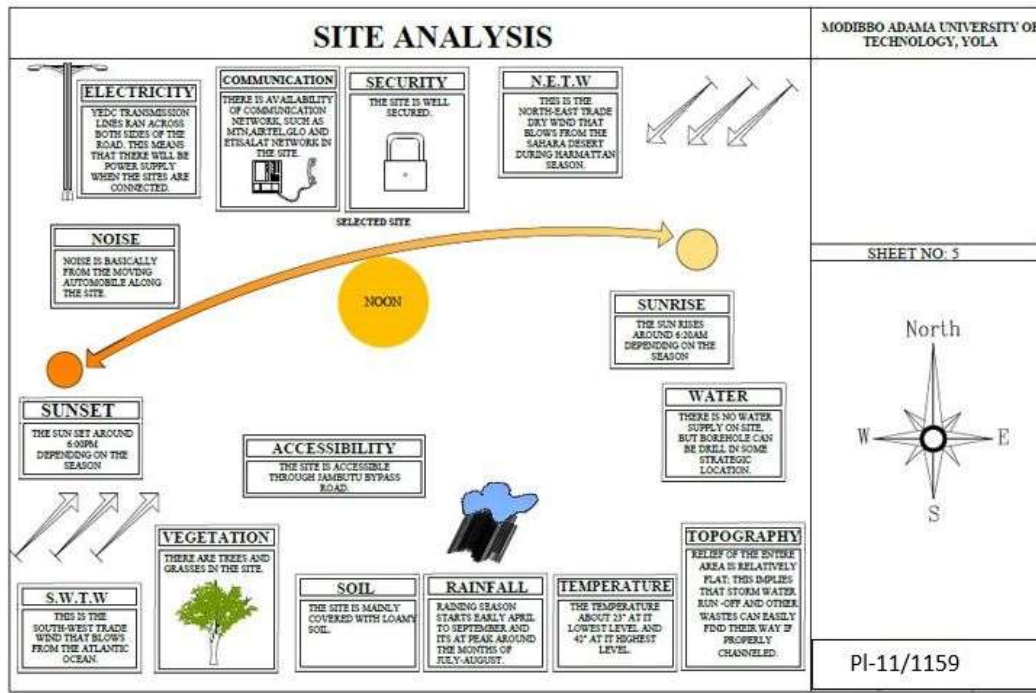 SITE ANALYSIS
MODIBBO ADAMA UNIVERSITY OF
TECHNOLOGY, YOLA
ELECTRICITY
YEDC TRANSMISSION
LINES RAN ACROSS
BOTH SIDES OF THE
ROAD. THIS MEANS
THAT THERE WILL BE
POWER SUPPLY
WHEN THE SITES ARE
CONNECTED.
COMMUNICATION
THERE IS AVAILABILITY
OF COMMUNICATION
NETWORK, SUCH AS
MTN,AIRTEL,GLO AND
ETISALAT NETWORK IN
THE SITE.
SECURITY
THE SITE IS WELL
SECURED.
N.E.T.W
THIS IS THE
NORTH-EAST TRADE
DRY WIND THAT
BLOWS FROM THE
SAHARA DESERT
DURING HARMATTAN
SEASON.
SELECTED SITE
NOISE
NOISE IS BASICALLY
FROM THE MOVING
AUTOMOBILE ALONG
THE SITE.
NOON
SUNRISE
THE SUN RISES
AROUND 6:20AM
DEPENDING ON THE
SEASON
SHEET NO: 5
North
W
E
S
SUNSET
THE SUN SET AROUND
6:00PM
DEPENDING ON THE
SEASON
WATER
THERE IS NO WATER
SUPPLY ON SITE,
BUT BOREHOLE CAN
BE DRILL IN SOME
STRATEGIC
LOCATION.
ACCESSIBILITY
THE SITE IS ACCESSIBLE
THROUGH JAMBUTU BYPASS
ROAD.
S.W.T.W
THIS IS THE
SOUTH-WEST TRADE
WIND THAT BLOWS
FROM THE ATLANTIC
OCEAN.
VEGETATION
THERE ARE TREES AND
GRASSES IN THE SITE.
SOIL
THE SITE IS MAINLY
COVERED WITH LOAMY
SOIL.
RAINFALL
RAINING SEASON
STARTS EARLY APRIL
TO SEPTEMBER AND
ITS AT PEAK AROUND
THE MONTHS OF
JULY-AUGUST.
TEMPERATURE
THE TEMPERATURE
ABOUT 23° AT IT
LOWEST LEVEL AND
42° AT IT HIGHEST
LEVEL.
TOPOGRAPHY
RELIEF OF THE ENTIRE
AREA IS RELATIVELY
FLAT; THIS IMPLIES
THAT STORM WATER
RUN -OFF AND OTHER
WASTES CAN EASILY
FIND THEIR WAY IF
PROPERLY
CHANNELED.
Pl-11/1159